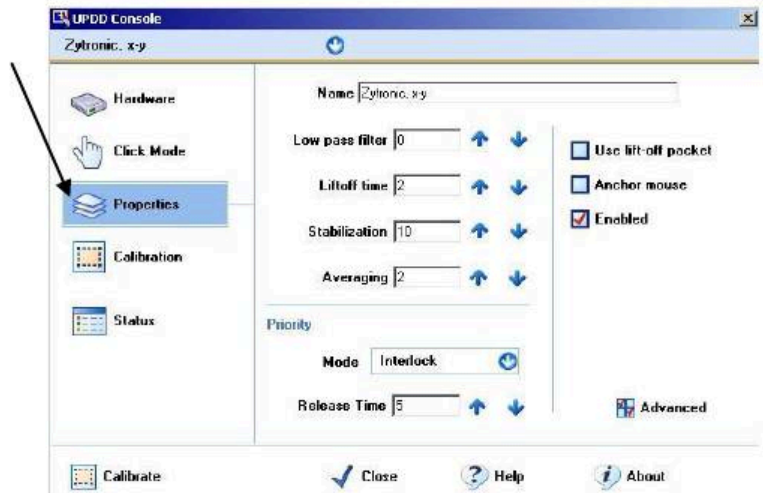 UPDD Console
Zytronic, x-y
Hardware
Click Mode
Properties
Calibration
Status
Name Zytronic, x-y
Low pass filter 0
Liftoff time 2
Stabilization 10
Averaging 2
Use lift-off packet
Anchor mouse
Enabled
Priority
Mode Interlock
Release Time 5
Advanced
Calibrate
Close
Help
About